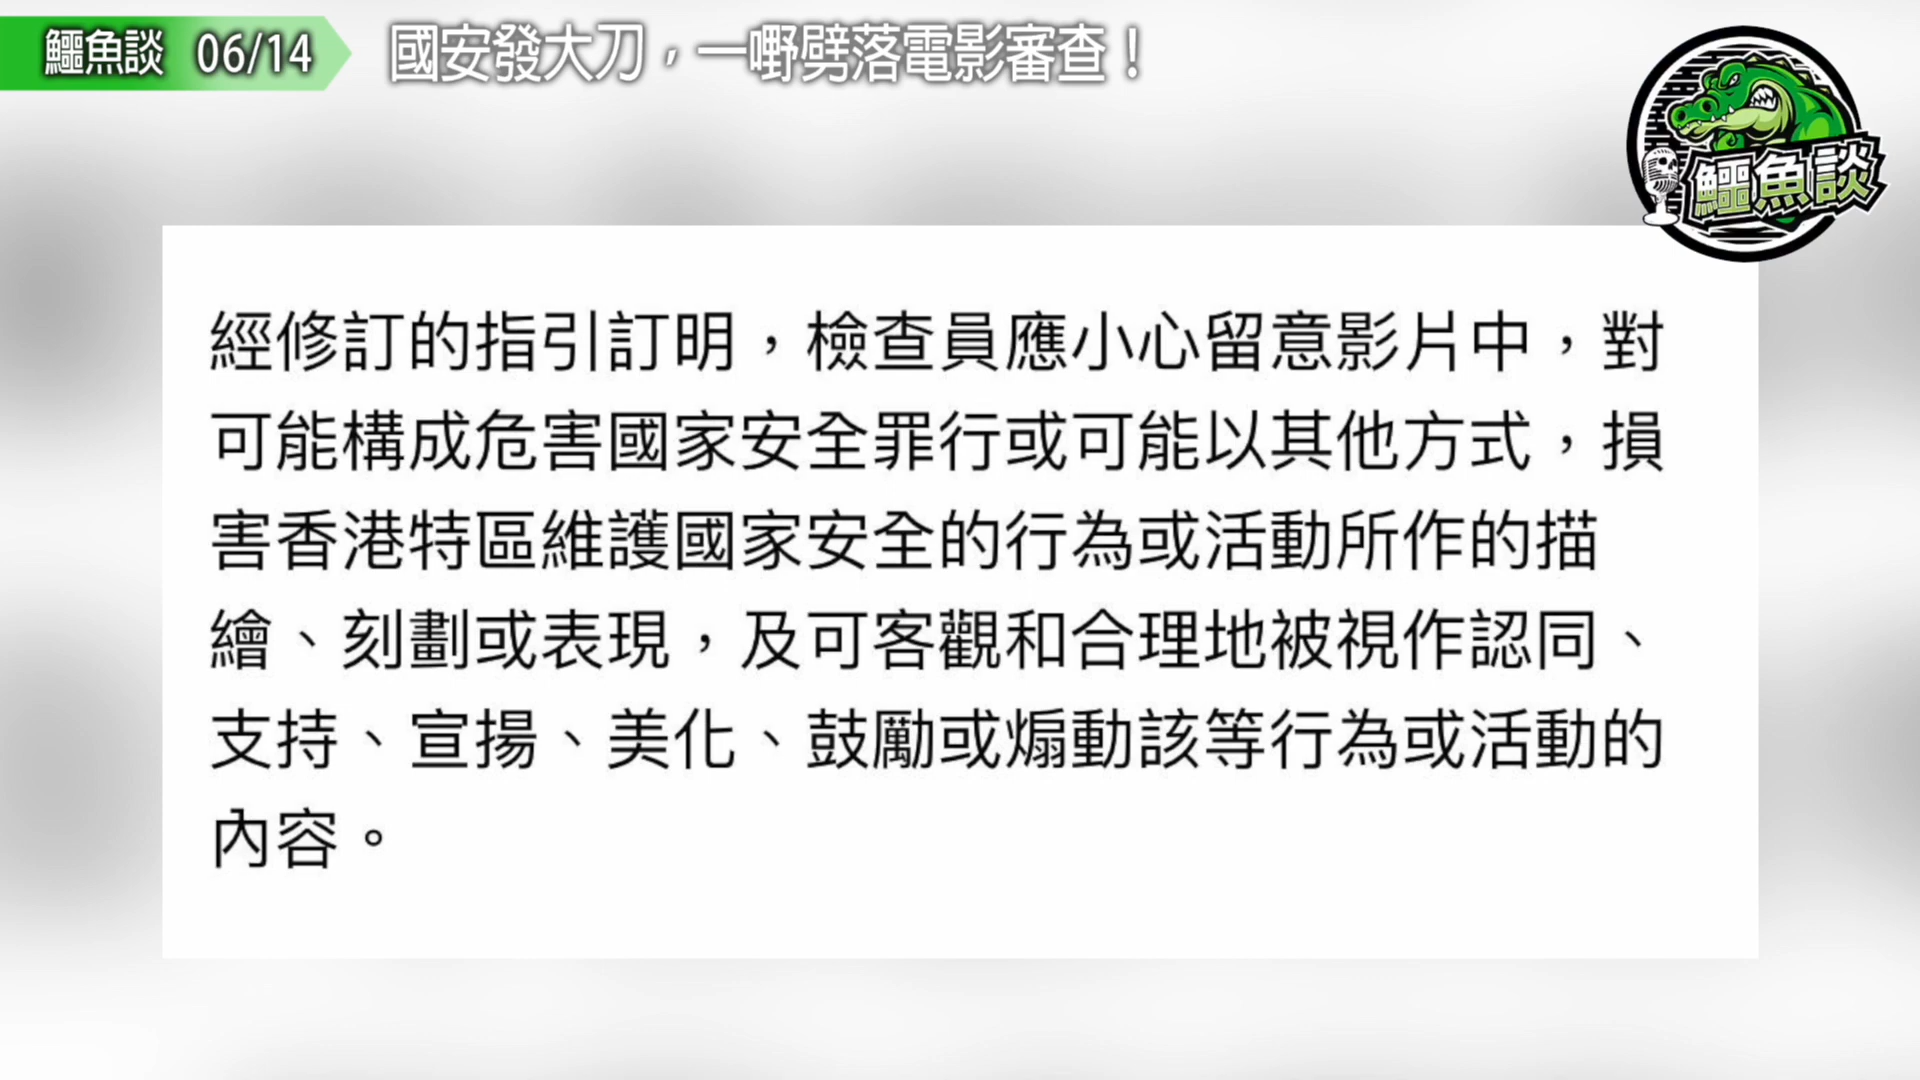 鱷魚談 06/14 國安發大刀，一嘢劈落電影審查！
鱷魚談
經修訂的指引訂明，檢查員應小心留意影片中，對
可能構成危害國家安全罪行或可能以其他方式，損
害香港特區維護國家安全的行為或活動所作的描
繪、刻劃或表現，及可客觀和合理地被視作認同、
支持、宣揚、美化、鼓勵或煽動該等行為或活動的
內容。